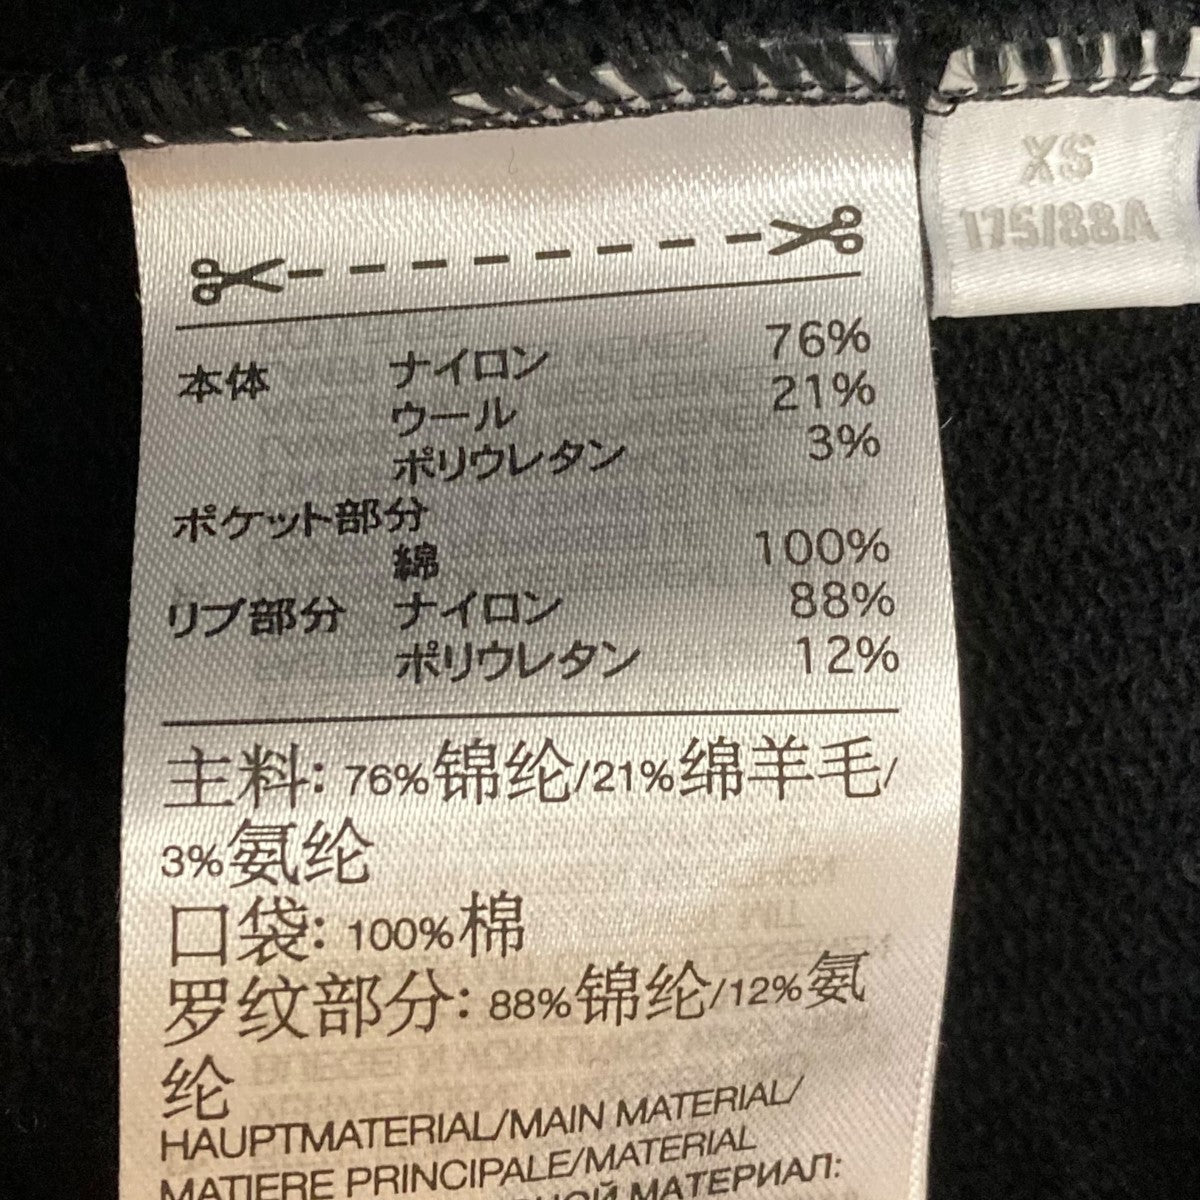 XS
175/88A
本体 ナイロン 76%
ウール 21%
ポリウレタン 3%
ポケット部分
綿 100%
リブ部分 ナイロン 88%
ポリウレタン 12%
主料: 76%锦纶/21%绵羊毛/
3%氨纶
口袋: 100%棉
罗纹部分: 88%锦纶/12%氨
纶
HAUPTMATERIAL/MAIN MATERIAL/
MATIERE PRINCIPALE/MATERIAL
МАТЕРИАЛ: